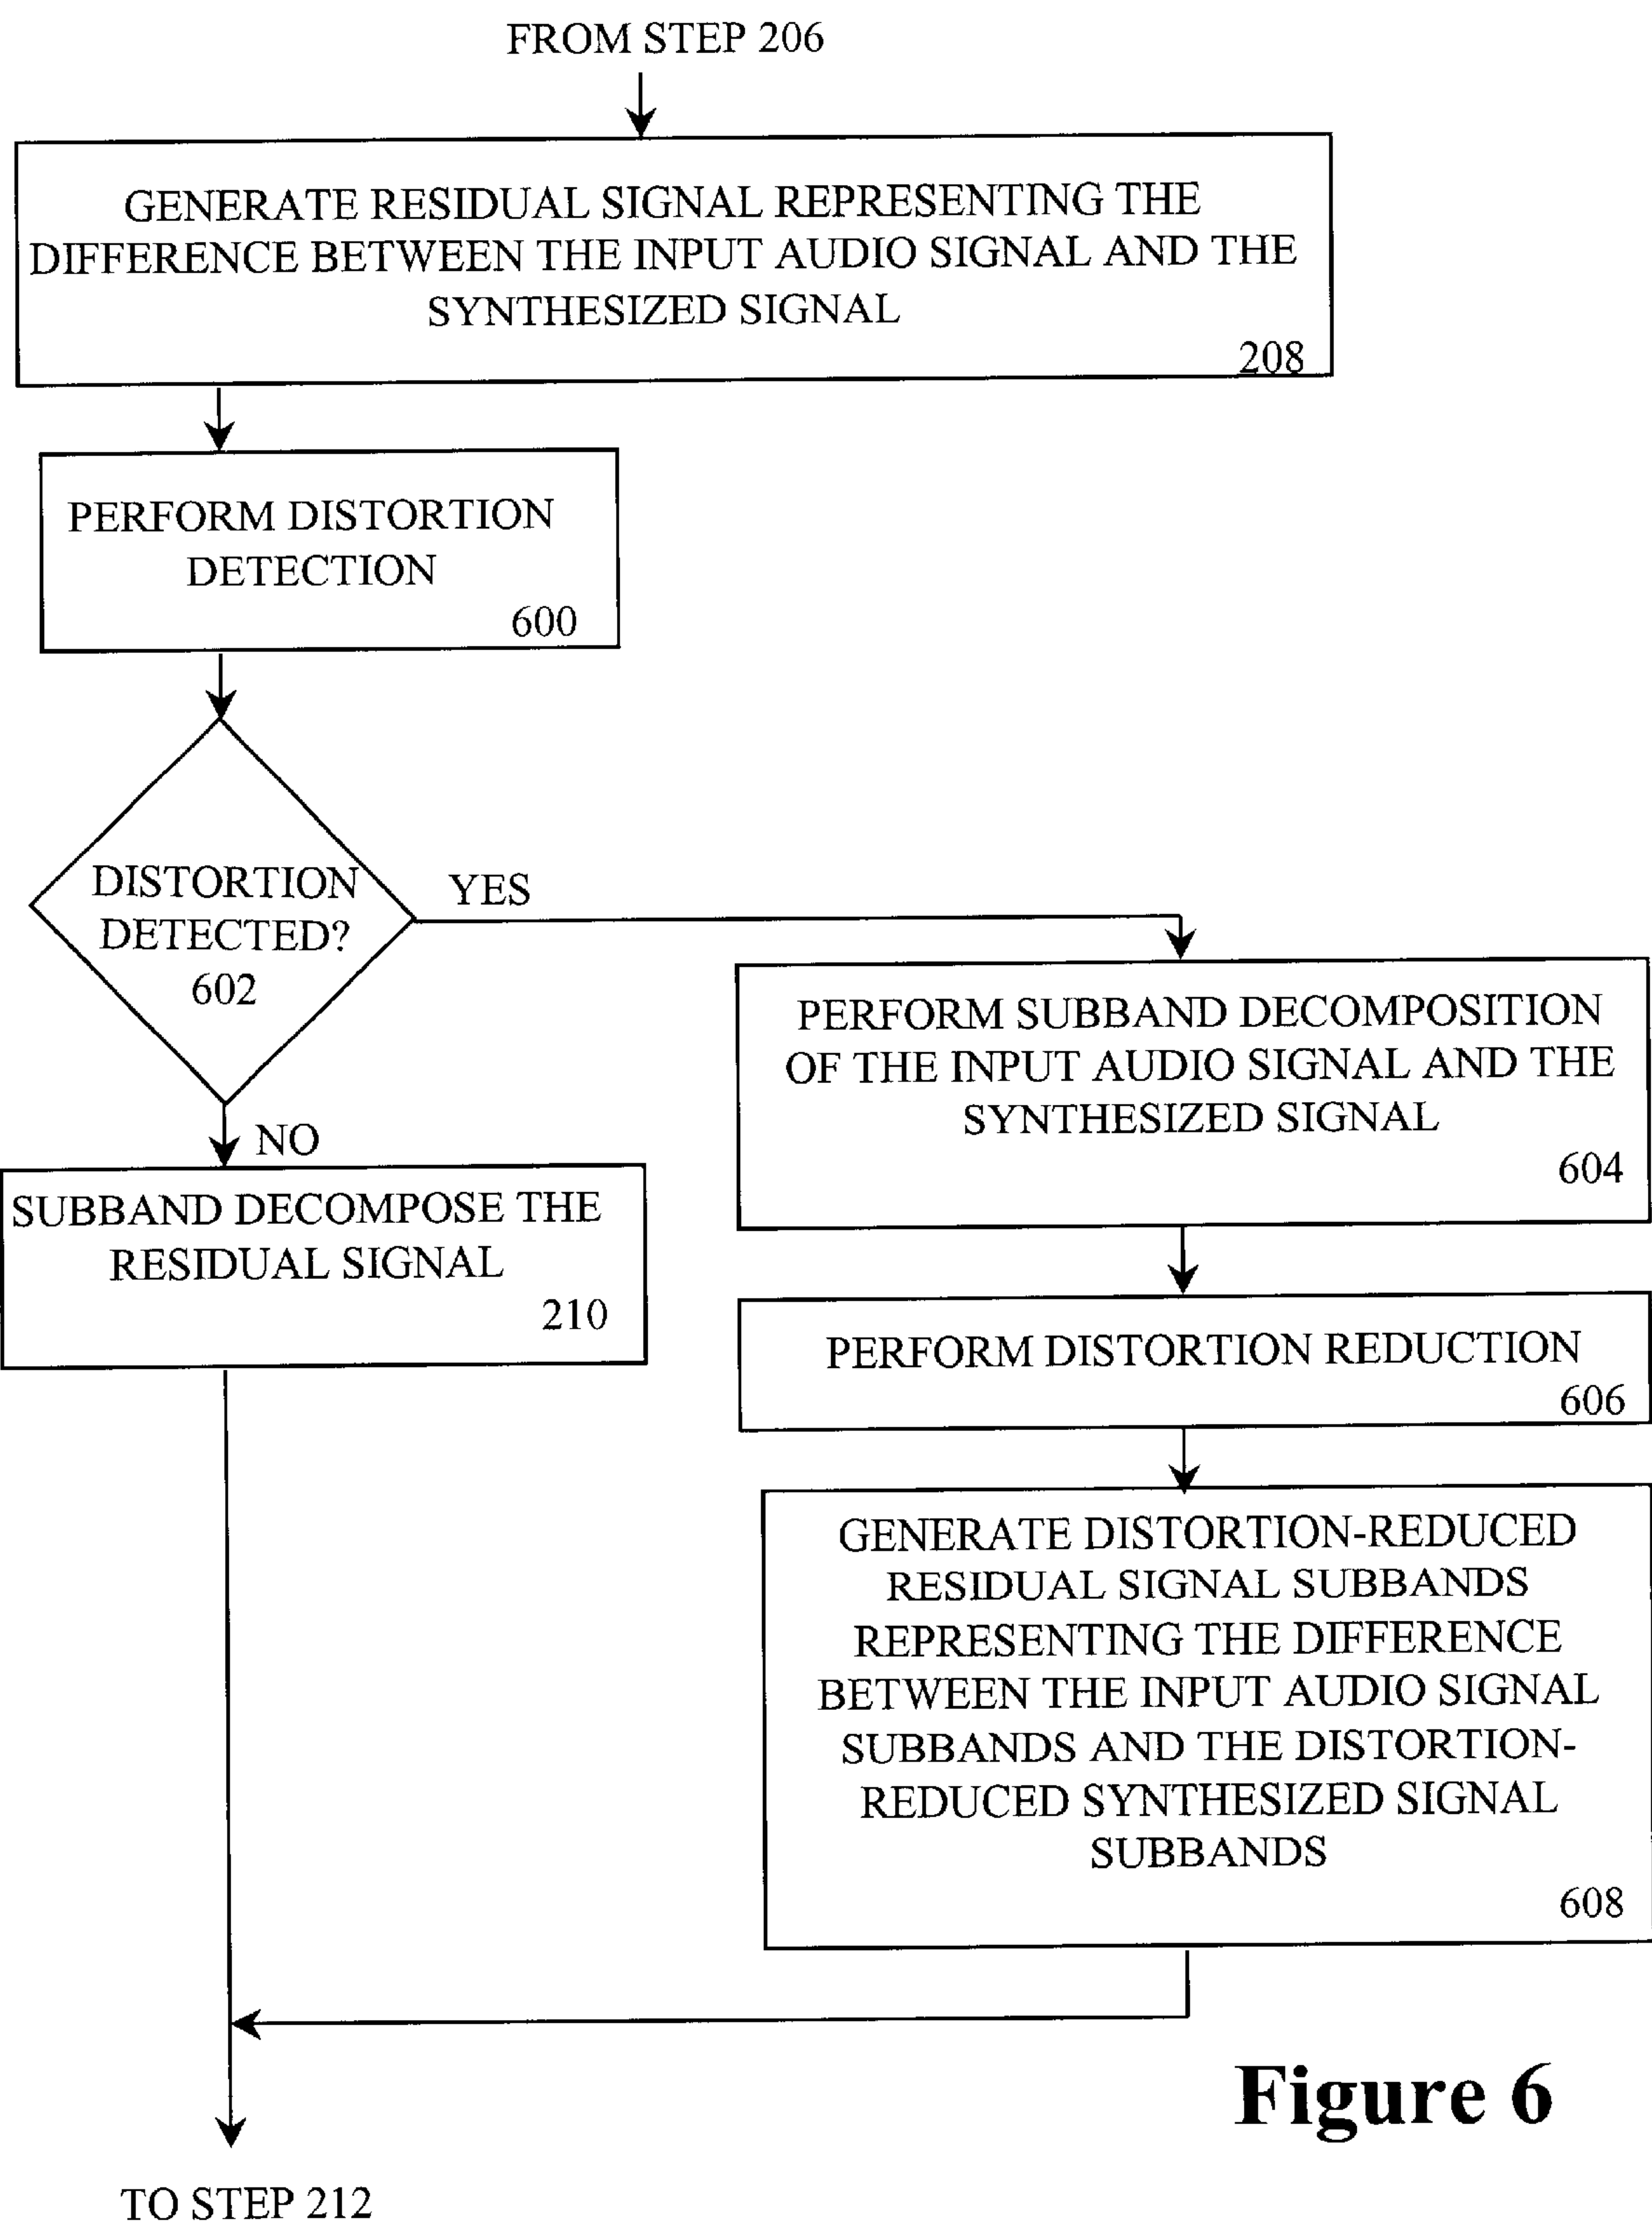 FROM STEP 206
GENERATE RESIDUAL SIGNAL REPRESENTING THE
DIFFERENCE BETWEEN THE INPUT AUDIO SIGNAL AND THE
SYNTHESIZED SIGNAL
208
PERFORM DISTORTION
DETECTION
600
DISTORTION
DETECTED?
602
YES
NO
SUBBAND DECOMPOSE THE
RESIDUAL SIGNAL
210
PERFORM SUBBAND DECOMPOSITION
OF THE INPUT AUDIO SIGNAL AND THE
SYNTHESIZED SIGNAL
604
PERFORM DISTORTION REDUCTION
606
GENERATE DISTORTION-REDUCED
RESIDUAL SIGNAL SUBBANDS
REPRESENTING THE DIFFERENCE
BETWEEN THE INPUT AUDIO SIGNAL
SUBBANDS AND THE DISTORTION-
REDUCED SYNTHESIZED SIGNAL
SUBBANDS
608
Figure 6
TO STEP 212